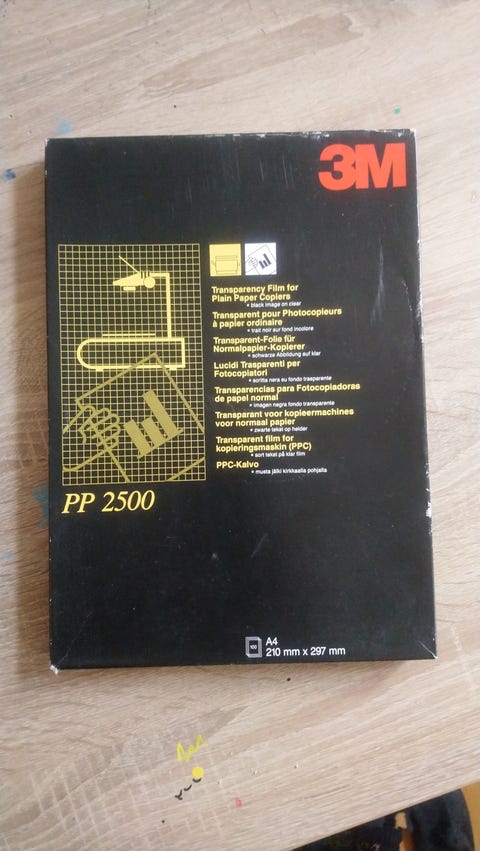 3M
Transparency Film for
Plain Paper Copiers
• black image on clear
Transparent pour Photocopieurs
à papier ordinaire
• trait noir sur fond incolore
Transparent-Folie für
Normalpapier-Kopierer
• schwarze Abbildung auf klar
Lucidi Trasparenti per
Fotocopiatori
• scritta nera su fondo trasparente
Transparencias para Fotocopiadoras
de papel normal
• imagen negra fondo transparente
Transparant voor kopieermachines
voor normaal papier
• zwarte tekst op helder
Transparent film for
kopieringsmaskin (PPC)
• sort tekst på klar film
PPC-Kalvo
• musta jälki kirkkaalla pohjalla
PP 2500
100
A4
210 mm x 297 mm